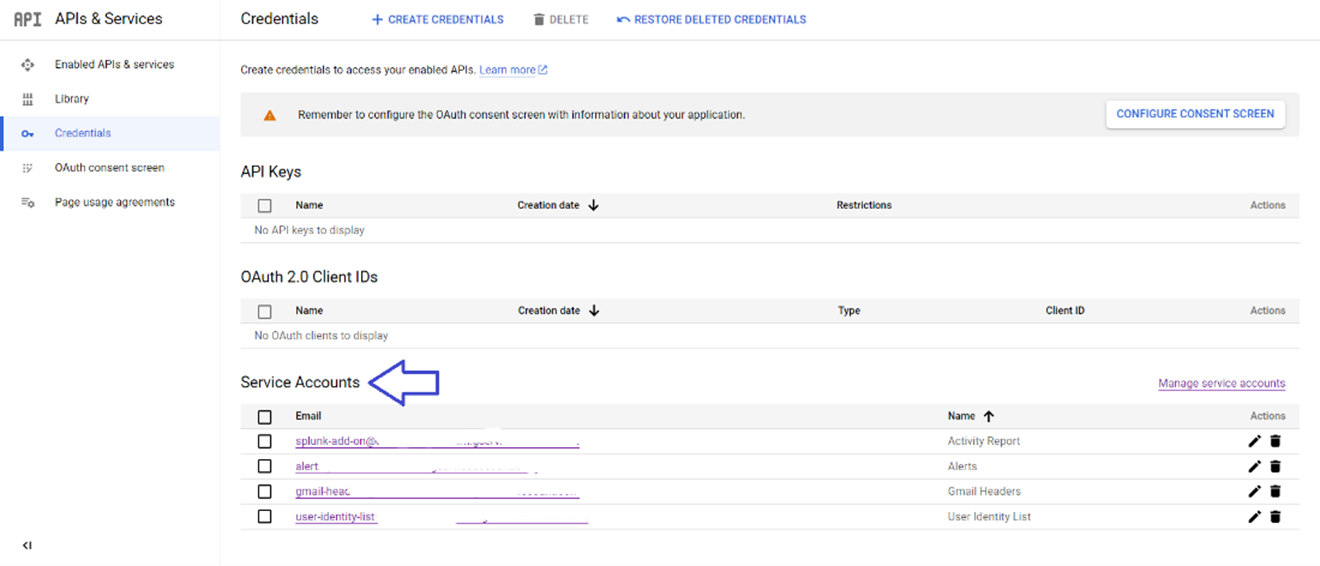 API APIs & Services
Credentials
CREATE CREDENTIALS
DELETE
RESTORE DELETED CREDENTIALS
Enabled APIs & services
Library
Credentials
OAuth consent screen
Page usage agreements
Create credentials to access your enabled APIs. Learn more
Remember to configure the OAuth consent screen with information about your application.
CONFIGURE CONSENT SCREEN
API Keys
Name Creation date Restrictions Actions
No API keys to display
OAuth 2.0 Client IDs
Name Creation date Type Client ID Actions
No OAuth clients to display
Service Accounts
Manage service accounts
Email Name Actions
splunk-add-on@ Activity Report
alert Alerts
gmail-head Gmail Headers
user-identity-list User Identity List